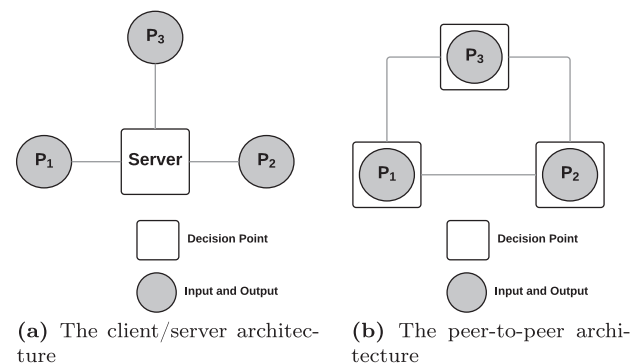 P3
P1
Server
P2
Decision Point
Input and Output
(a) The client/server architec-
ture
P3
P1
P2
Decision Point
Input and Output
(b) The peer-to-peer archi-
tecture